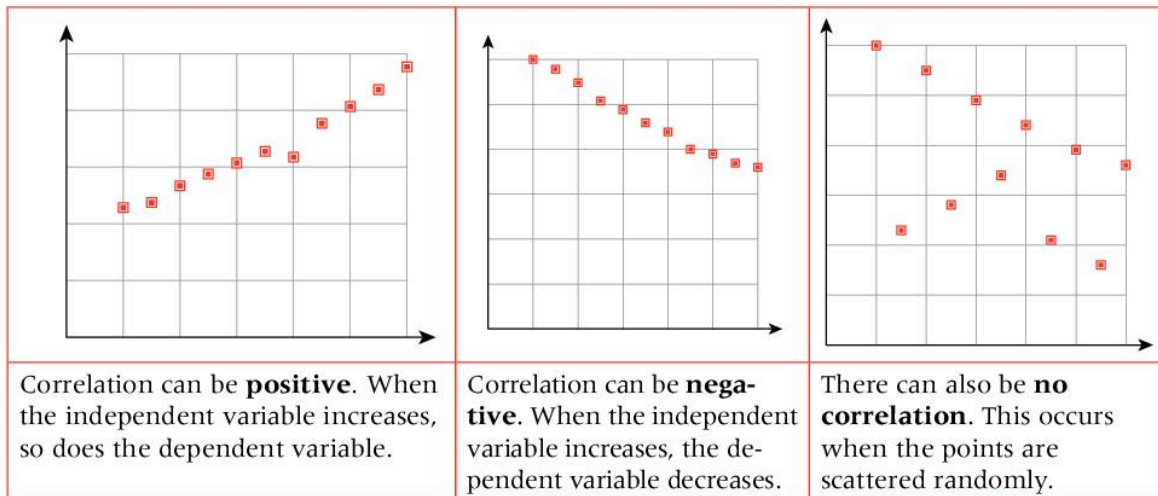 Correlation can be positive. When
the independent variable increases,
so does the dependent variable.
Correlation can be nega-
tive. When the independent
variable increases, the de-
pendent variable decreases.
There can also be no
correlation. This occurs
when the points are
scattered randomly.